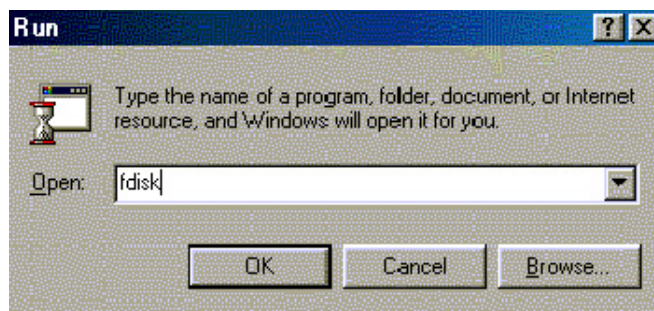 Run
Type the name of a program, folder, document, or Internet
resource, and Windows will open it for you.
Open: fdisk
OK Cancel Browse...